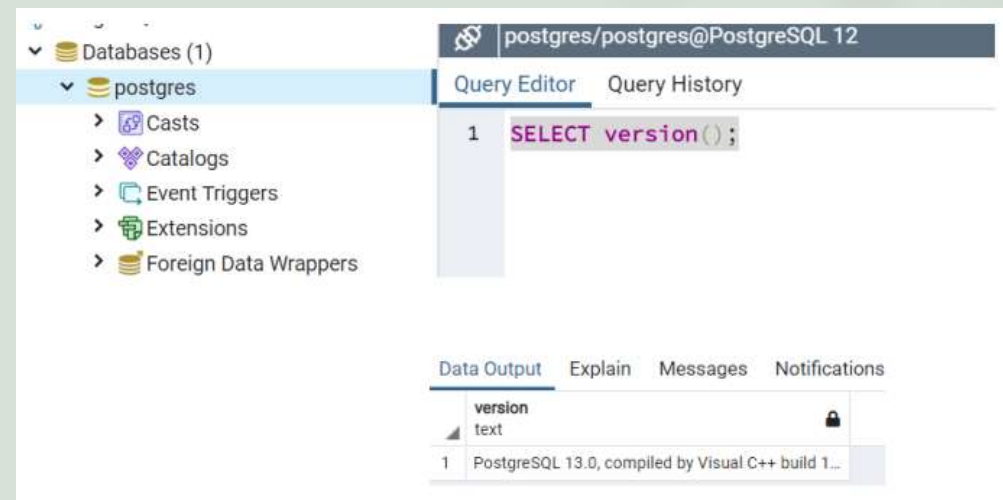 Databases (1)
postgres
Casts
Catalogs
Event Triggers
Extensions
Foreign Data Wrappers
postgres/postgres@PostgreSQL 12
Query Editor Query History
1 SELECT version();
Data Output Explain Messages Notifications
version
text
1 PostgreSQL 13.0, compiled by Visual C++ build 1...